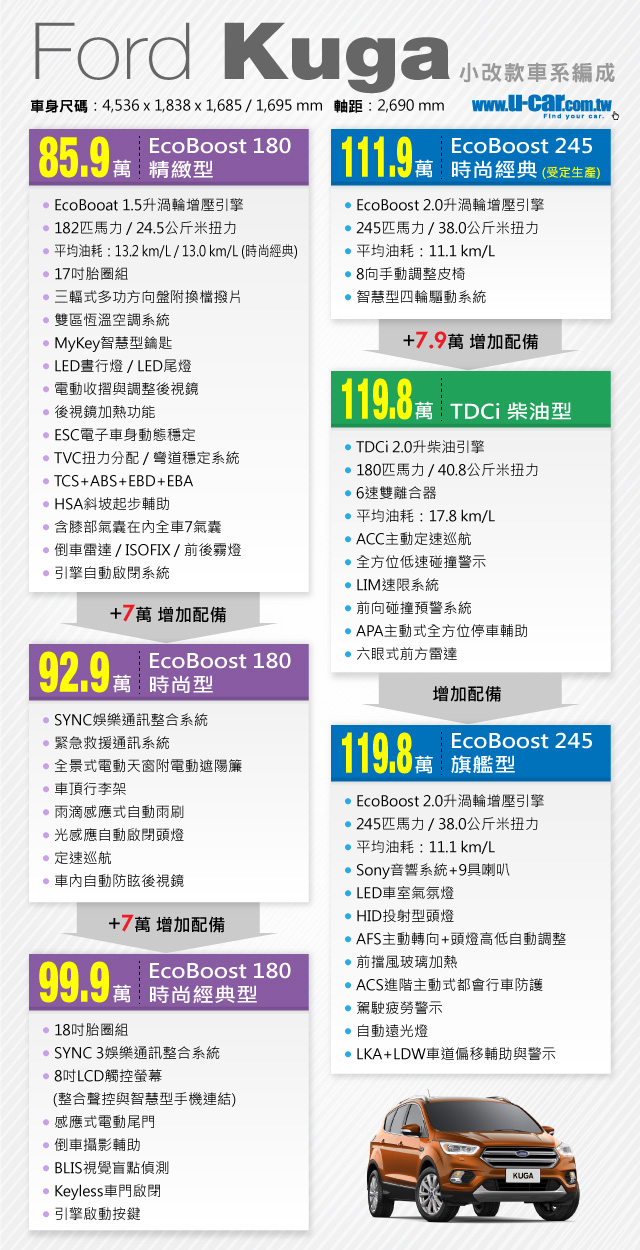 Ford Kuga 小改款車系編成
車身尺碼：4,536 x 1,838 x 1,685 / 1,695 mm 軸距：2,690 mm
www.u-car.com.tw
Find your car.
85.9萬 EcoBoost 180
精緻型
EcoBooat 1.5升渦輪增壓引擎
182匹馬力 / 24.5公斤米扭力
平均油耗：13.2 km/L / 13.0 km/L (時尚經典)
17吋胎圈組
三輻式多功方向盤附換檔撥片
雙區恆溫空調系統
MyKey智慧型鑰匙
LED晝行燈 / LED尾燈
電動收摺與調整後視鏡
後視鏡加熱功能
ESC電子車身動態穩定
TVC扭力分配 / 彎道穩定系統
TCS+ABS+EBD+EBA
HSA斜坡起步輔助
含膝部氣囊在內全車7氣囊
倒車雷達 / ISOFIX / 前後霧燈
引擎自動啟閉系統
+7萬 增加配備
92.9萬 EcoBoost 180
時尚型
SYNC娛樂通訊整合系統
緊急救援通訊系統
全景式電動天窗附電動遮陽簾
車頂行李架
雨滴感應式自動雨刷
光感應自動啟閉頭燈
定速巡航
車內自動防眩後視鏡
+7萬 增加配備
99.9萬 EcoBoost 180
時尚經典型
18吋胎圈組
SYNC 3娛樂通訊整合系統
8吋LCD觸控螢幕
(整合聲控與智慧型手機連結)
感應式電動尾門
倒車攝影輔助
BLIS視覺盲點偵測
Keyless車門啟閉
引擎啟動按鍵
111.9萬 EcoBoost 245
時尚經典 (受定生產)
EcoBoost 2.0升渦輪增壓引擎
245匹馬力 / 38.0公斤米扭力
平均油耗：11.1 km/L
8向手動調整皮椅
智慧型四輪驅動系統
+7.9萬 增加配備
119.8萬 TDCi 柴油型
TDCi 2.0升柴油引擎
180匹馬力 / 40.8公斤米扭力
6速雙離合器
平均油耗：17.8 km/L
ACC主動定速巡航
全方位低速碰撞警示
LIM速限系統
前向碰撞預警系統
APA主動式全方位停車輔助
六眼式前方雷達
增加配備
119.8萬 EcoBoost 245
旗艦型
EcoBoost 2.0升渦輪增壓引擎
245匹馬力 / 38.0公斤米扭力
平均油耗：11.1 km/L
Sony音響系統+9具喇叭
LED車室氣氛燈
HID投射型頭燈
AFS主動轉向+頭燈高低自動調整
前擋風玻璃加熱
ACS進階主動式都會行車防護
駕駛疲勞警示
自動遠光燈
LKA+LDW車道偏移輔助與警示
KUGA